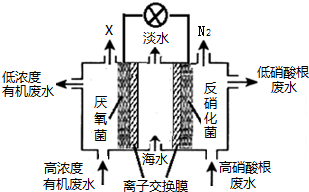 X
淡水
N₂
低浓度
有机废水
厌氧菌
反硝化菌
低硝酸根
废水
高浓度
有机废水
海水
离子交换膜
高硝酸根
废水